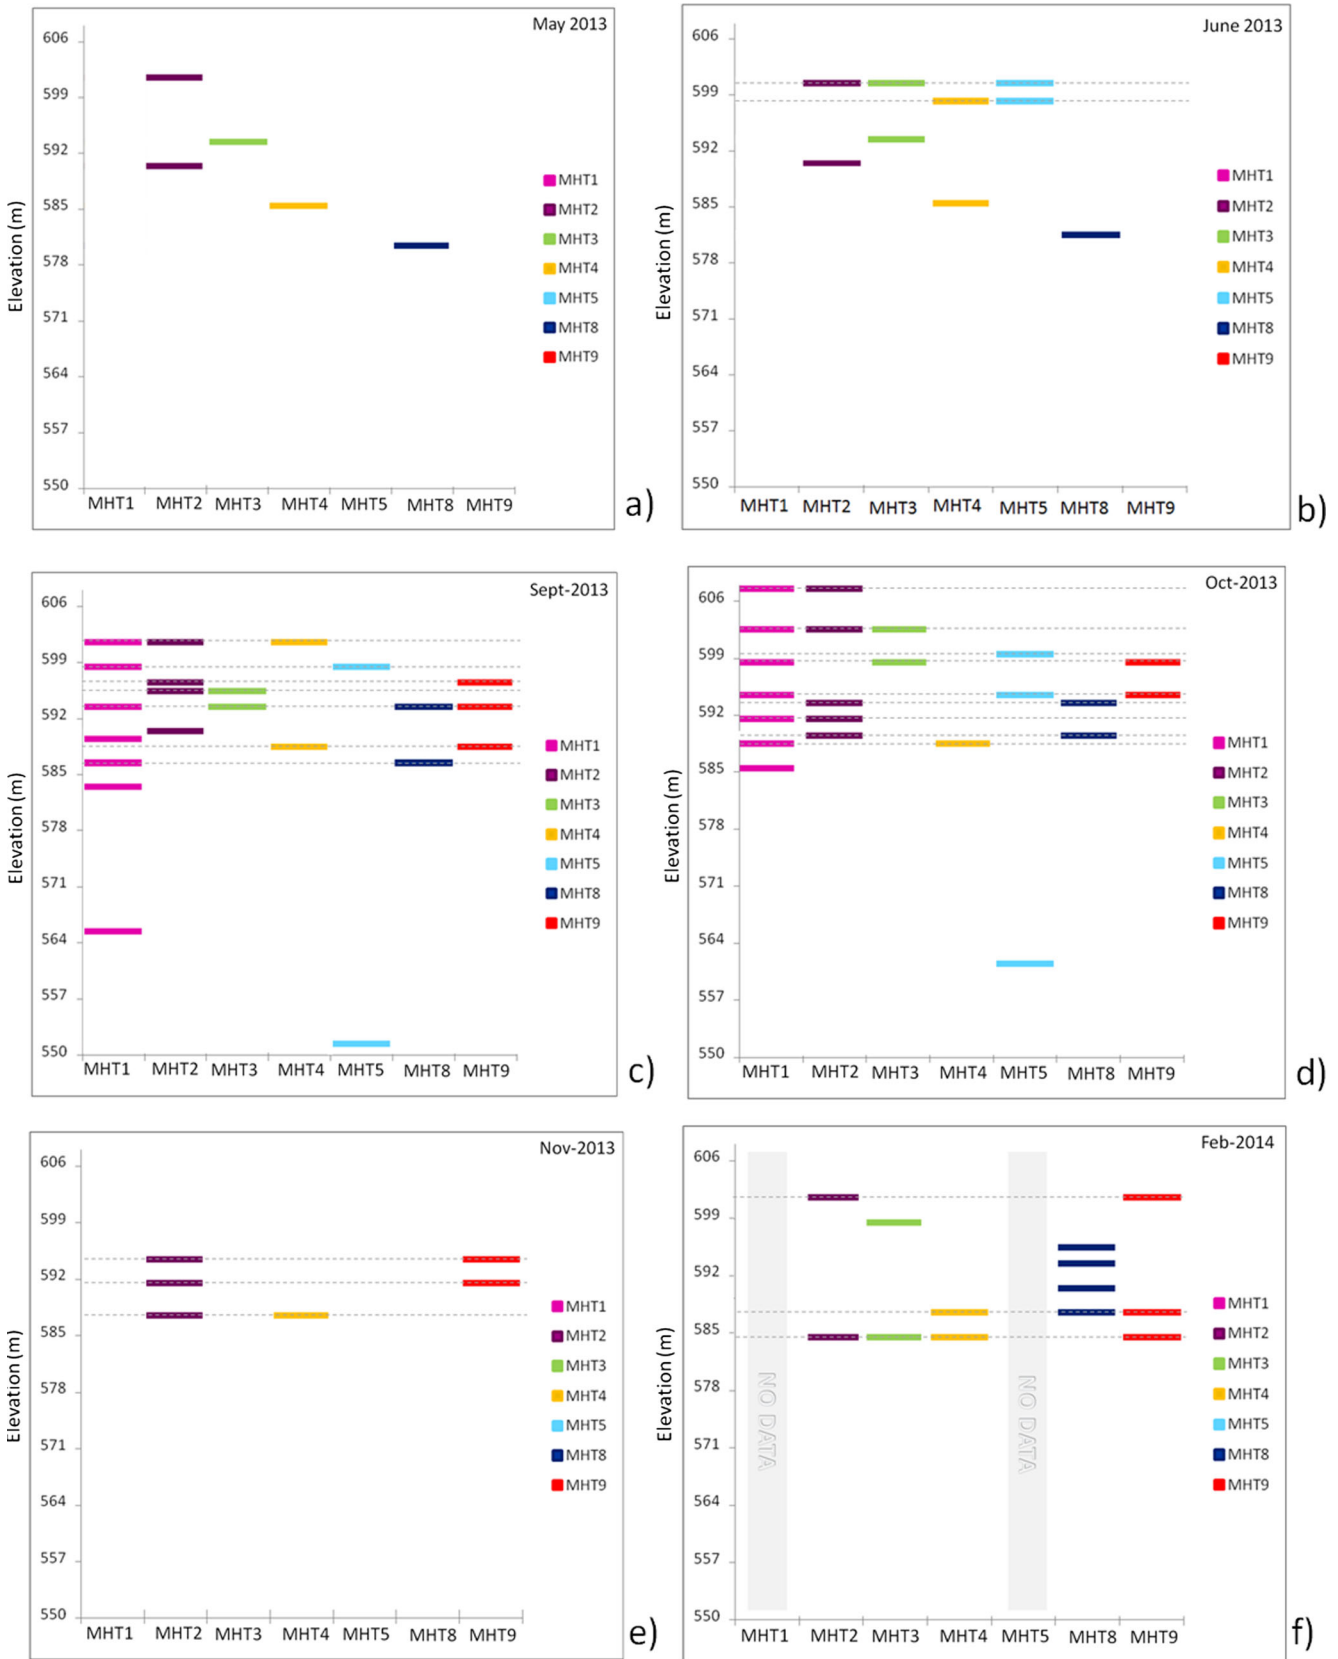 May 2013
606
599
592
585
578
571
564
557
550
Elevation (m)
MHT1
MHT2
MHT3
MHT4
MHT5
MHT8
MHT9
MHT1 MHT2 MHT3 MHT4 MHT5 MHT8 MHT9
a)
June 2013
606
599
592
585
578
571
564
557
550
Elevation (m)
MHT1
MHT2
MHT3
MHT4
MHT5
MHT8
MHT9
MHT1 MHT2 MHT3 MHT4 MHT5 MHT8 MHT9
b)
Sept-2013
606
599
592
585
578
571
564
557
550
Elevation (m)
MHT1
MHT2
MHT3
MHT4
MHT5
MHT8
MHT9
MHT1 MHT2 MHT3 MHT4 MHT5 MHT8 MHT9
c)
Oct-2013
606
599
592
585
578
571
564
557
550
Elevation (m)
MHT1
MHT2
MHT3
MHT4
MHT5
MHT8
MHT9
MHT1 MHT2 MHT3 MHT4 MHT5 MHT8 MHT9
d)
Nov-2013
606
599
592
585
578
571
564
557
550
Elevation (m)
MHT1
MHT2
MHT3
MHT4
MHT5
MHT8
MHT9
MHT1 MHT2 MHT3 MHT4 MHT5 MHT8 MHT9
e)
Feb-2014
606
599
592
585
578
571
564
557
550
Elevation (m)
NO DATA
NO DATA
MHT1
MHT2
MHT3
MHT4
MHT5
MHT8
MHT9
MHT1 MHT2 MHT3 MHT4 MHT5 MHT8 MHT9
f)